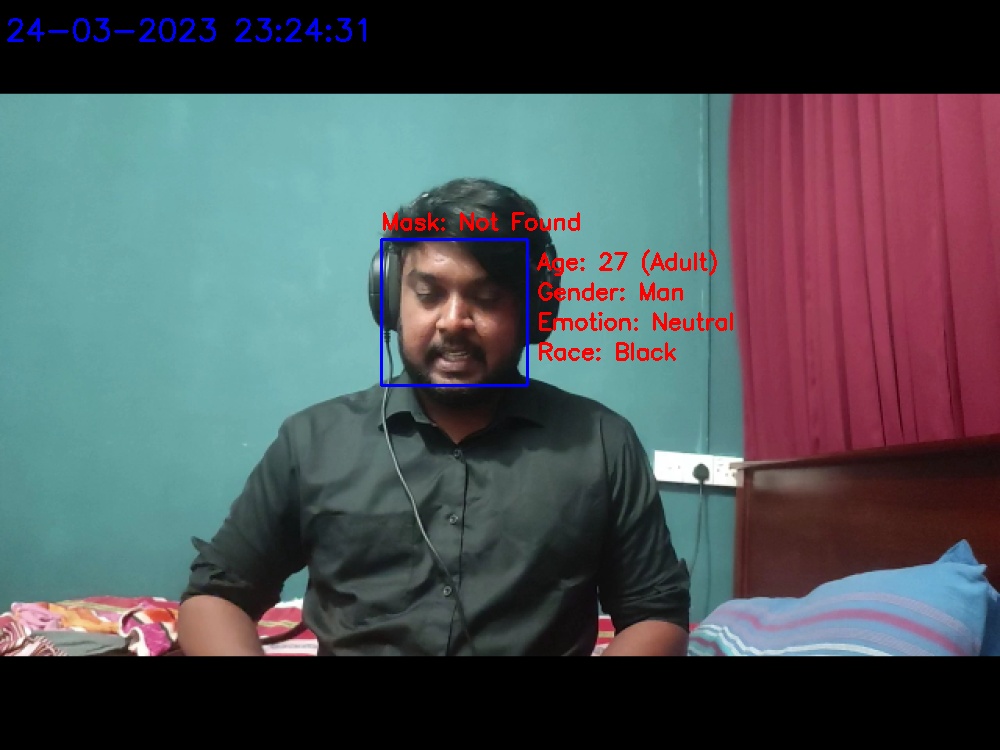 24-03-2023 23:24:31
Mask: Not Found
Age: 27 (Adult)
Gender: Man
Emotion: Neutral
Race: Black